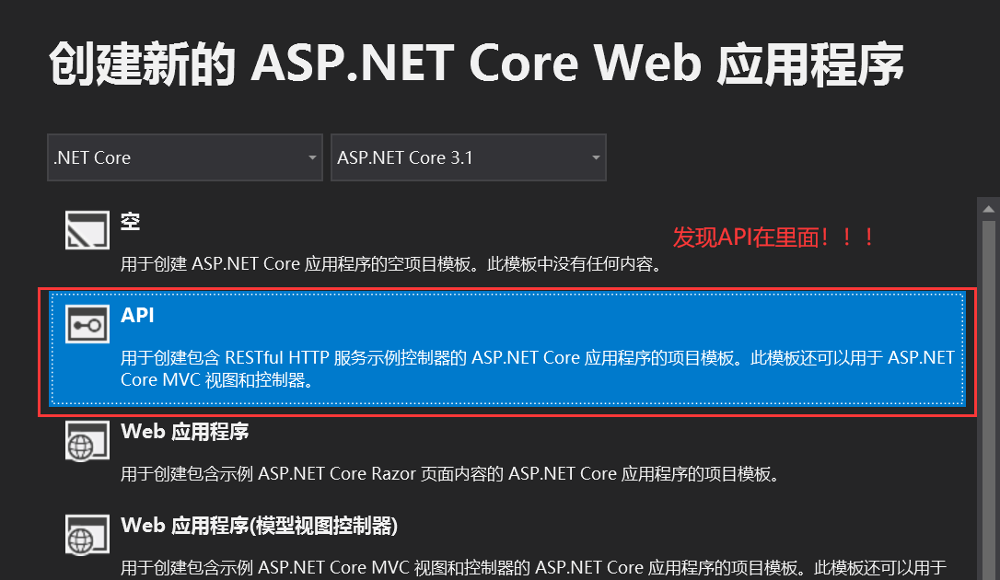 创建新的 ASP.NET Core Web 应用程序
.NET Core
ASP.NET Core 3.1
空
发现API在里面！！！
用于创建 ASP.NET Core 应用程序的空项目模板。此模板中没有任何内容。
API
用于创建包含 RESTful HTTP 服务示例控制器的 ASP.NET Core 应用程序的项目模板。此模板还可以用于 ASP.NET
Core MVC 视图和控制器。
Web 应用程序
用于创建包含示例 ASP.NET Core Razor 页面内容的 ASP.NET Core 应用程序的项目模板。
Web 应用程序(模型视图控制器)
用于创建包含示例 ASP.NET Core MVC 视图和控制器的 ASP.NET Core 应用程序的项目模板。此模板还可以用于